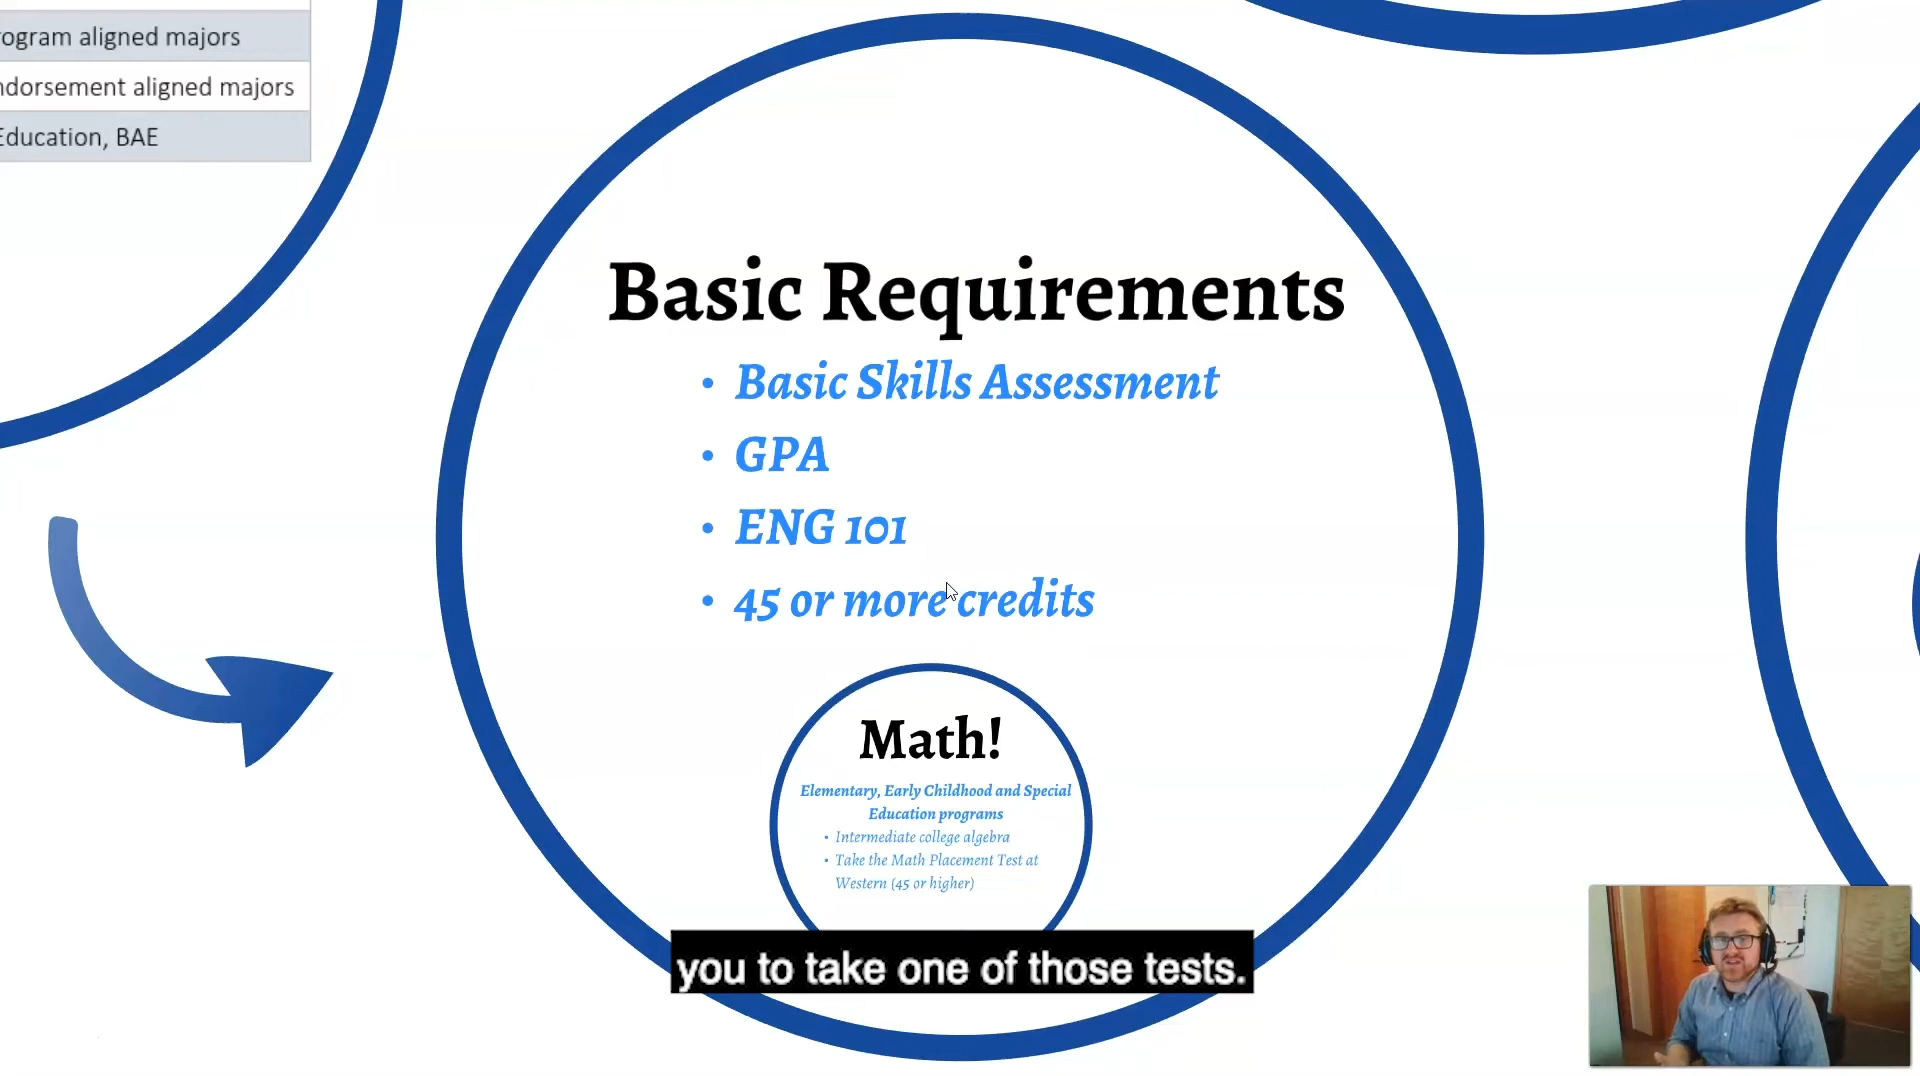 rogram aligned majors
ndorsement aligned majors
Education, BAE
Basic Requirements
• Basic Skills Assessment
• GPA
• ENG 101
• 45 or more credits
Math!
Elementary, Early Childhood and Special
Education programs
• Intermediate college algebra
• Take the Math Placement Test at
Western (45 or higher)
you to take one of those tests.